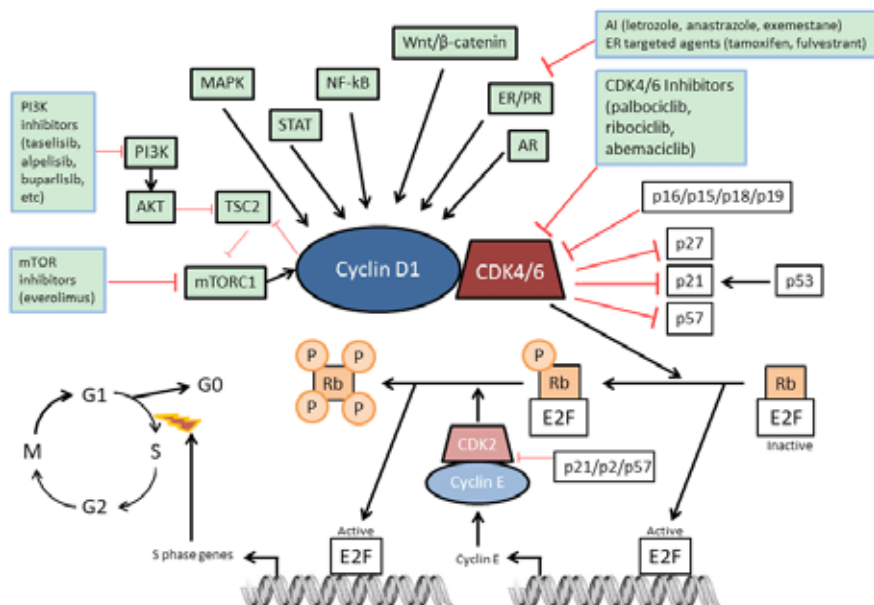 AI (letrozole, anastrazole, exemestane)
ER targeted agents (tamoxifen, fulvestrant)
Wnt/β-catenin
NF-kB
MAPK
STAT
ER/PR
AR
CDK4/6 Inhibitors
(palbociclib,
ribociclib,
abemaciclib)
PI3K
inhibitors
(taselisib,
alpelisib,
buparlisib,
etc)
PI3K
AKT
TSC2
mTOR
inhibitors
(everolimus)
mTORC1
Cyclin D1
CDK4/6
p16/p15/p18/p19
p27
p21
p53
p57
P
P
Rb
P
P
P
Rb
E2F
Rb
E2F
Inactive
G1
G0
M
S
G2
CDK2
Cyclin E
p21/p2/p57
S phase genes
Active
E2F
Cyclin E
Active
E2F